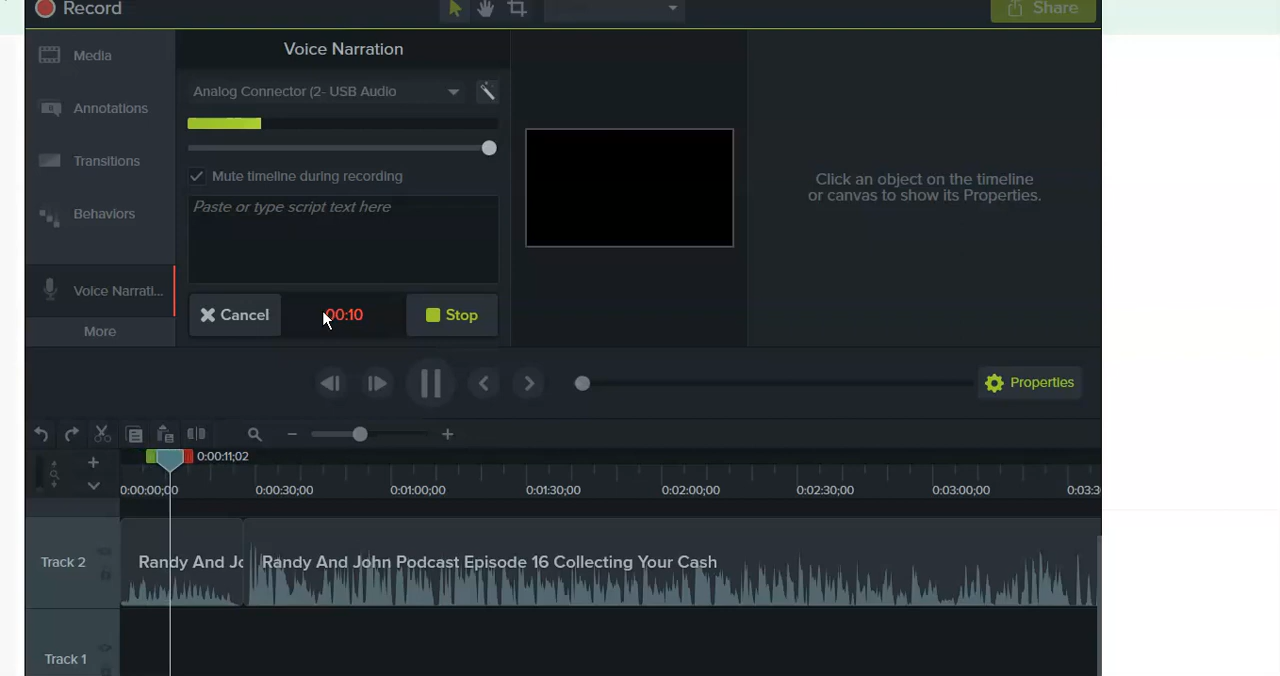 Record
Share
Media
Annotations
Transitions
Behaviors
Voice Narrati...
More
Voice Narration
Analog Connector (2- USB Audio
Mute timeline during recording
Paste or type script text here
Cancel
00:10
Stop
Click an object on the timeline
or canvas to show its Properties.
Properties
0:00:11;02
0:00:00;00 0:00:30;00 0:01:00;00 0:01:30;00 0:02:00;00 0:02:30;00 0:03:00;00 0:03:3
Track 2
Randy And Jo
Randy And John Podcast Episode 16 Collecting Your Cash
Track 1